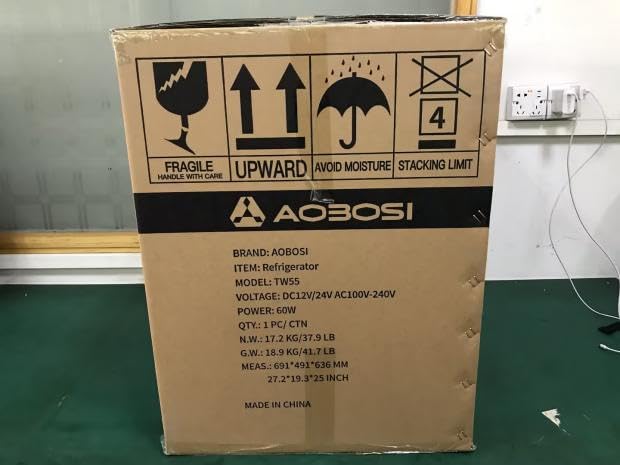 4
FRAGILE UPWARD AVOID MOISTURE STACKING LIMIT
HANDLE WITH CARE
AOBOSI
BRAND: AOBOSI
ITEM: Refrigerator
MODEL: TW55
VOLTAGE: DC12V/24V AC100V-240V
POWER: 60W
QTY.: 1 PC/ CTN
N.W.: 17.2 KG/37.9 LB
G.W.: 18.9 KG/41.7 LB
MEAS.: 691*491*636 MM
27.2*19.3*25 INCH
MADE IN CHINA